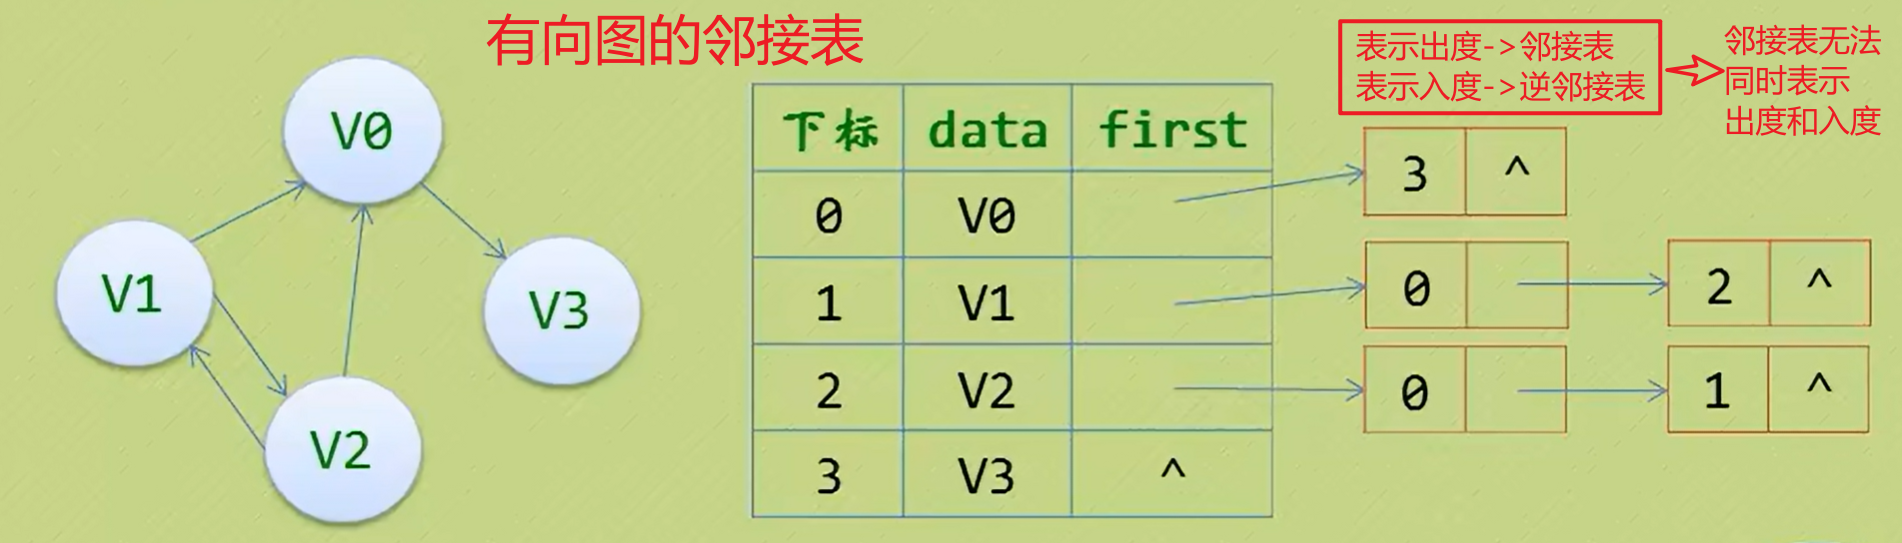 有向图的邻接表
表示出度->邻接表
表示入度->逆邻接表
邻接表无法
同时表示
出度和入度
V0
V1
V2
V3
下标 data first
0 V0
3 ^
1 V1
0
2 ^
2 V2
0
1 ^
3 V3 ^